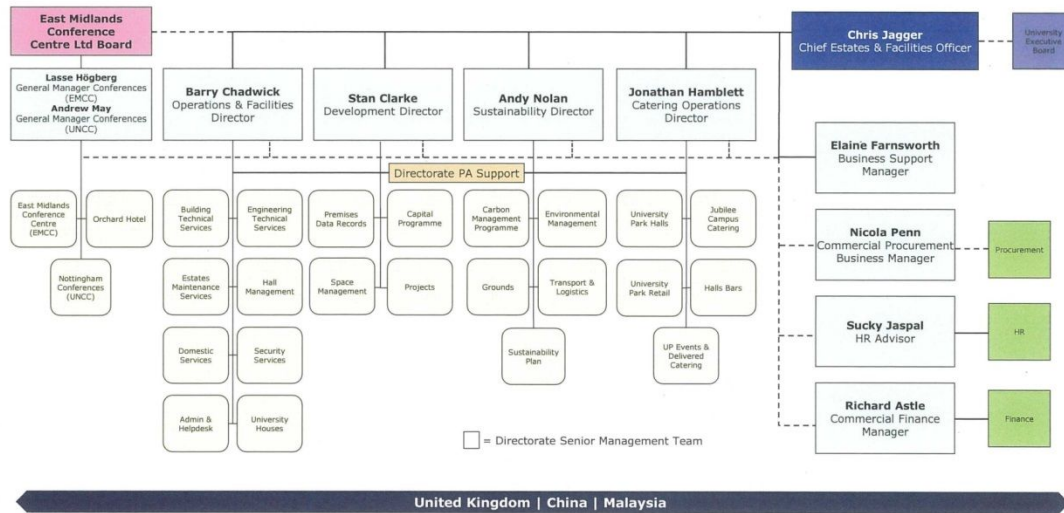 East Midlands
Conference
Centre Ltd Board
Chris Jagger
Chief Estates & Facilities Officer
University
Executive
Board
Lasse Högberg
General Manager Conferences
(EMCC)
Andrew May
General Manager Conferences
(UNCC)
Barry Chadwick
Operations & Facilities
Director
Stan Clarke
Development Director
Andy Nolan
Sustainability Director
Jonathan Hamblett
Catering Operations
Director
Elaine Farnsworth
Business Support
Manager
Directorate PA Support
East Midlands
Conference
Centre
(EMCC)
Orchard Hotel
Building
Technical
Services
Engineering
Technical
Services
Premises
Data Records
Capital
Programme
Carbon
Management
Programme
Environmental
Management
University
Park Halls
Jubilee
Campus
Catering
Nicola Penn
Commercial Procurement
Business Manager
Procurement
Nottingham
Conferences
(UNCC)
Estates
Maintenance
Services
Hall
Management
Space
Management
Projects
Grounds
Transport &
Logistics
University
Park Retail
Halls Bars
Sucky Jaspal
HR Advisor
HR
Domestic
Services
Security
Services
Sustainability
Plan
UP Events &
Delivered
Catering
Admin &
Helpdesk
University
Houses
Richard Astle
Commercial Finance
Manager
Finance
= Directorate Senior Management Team
United Kingdom | China | Malaysia